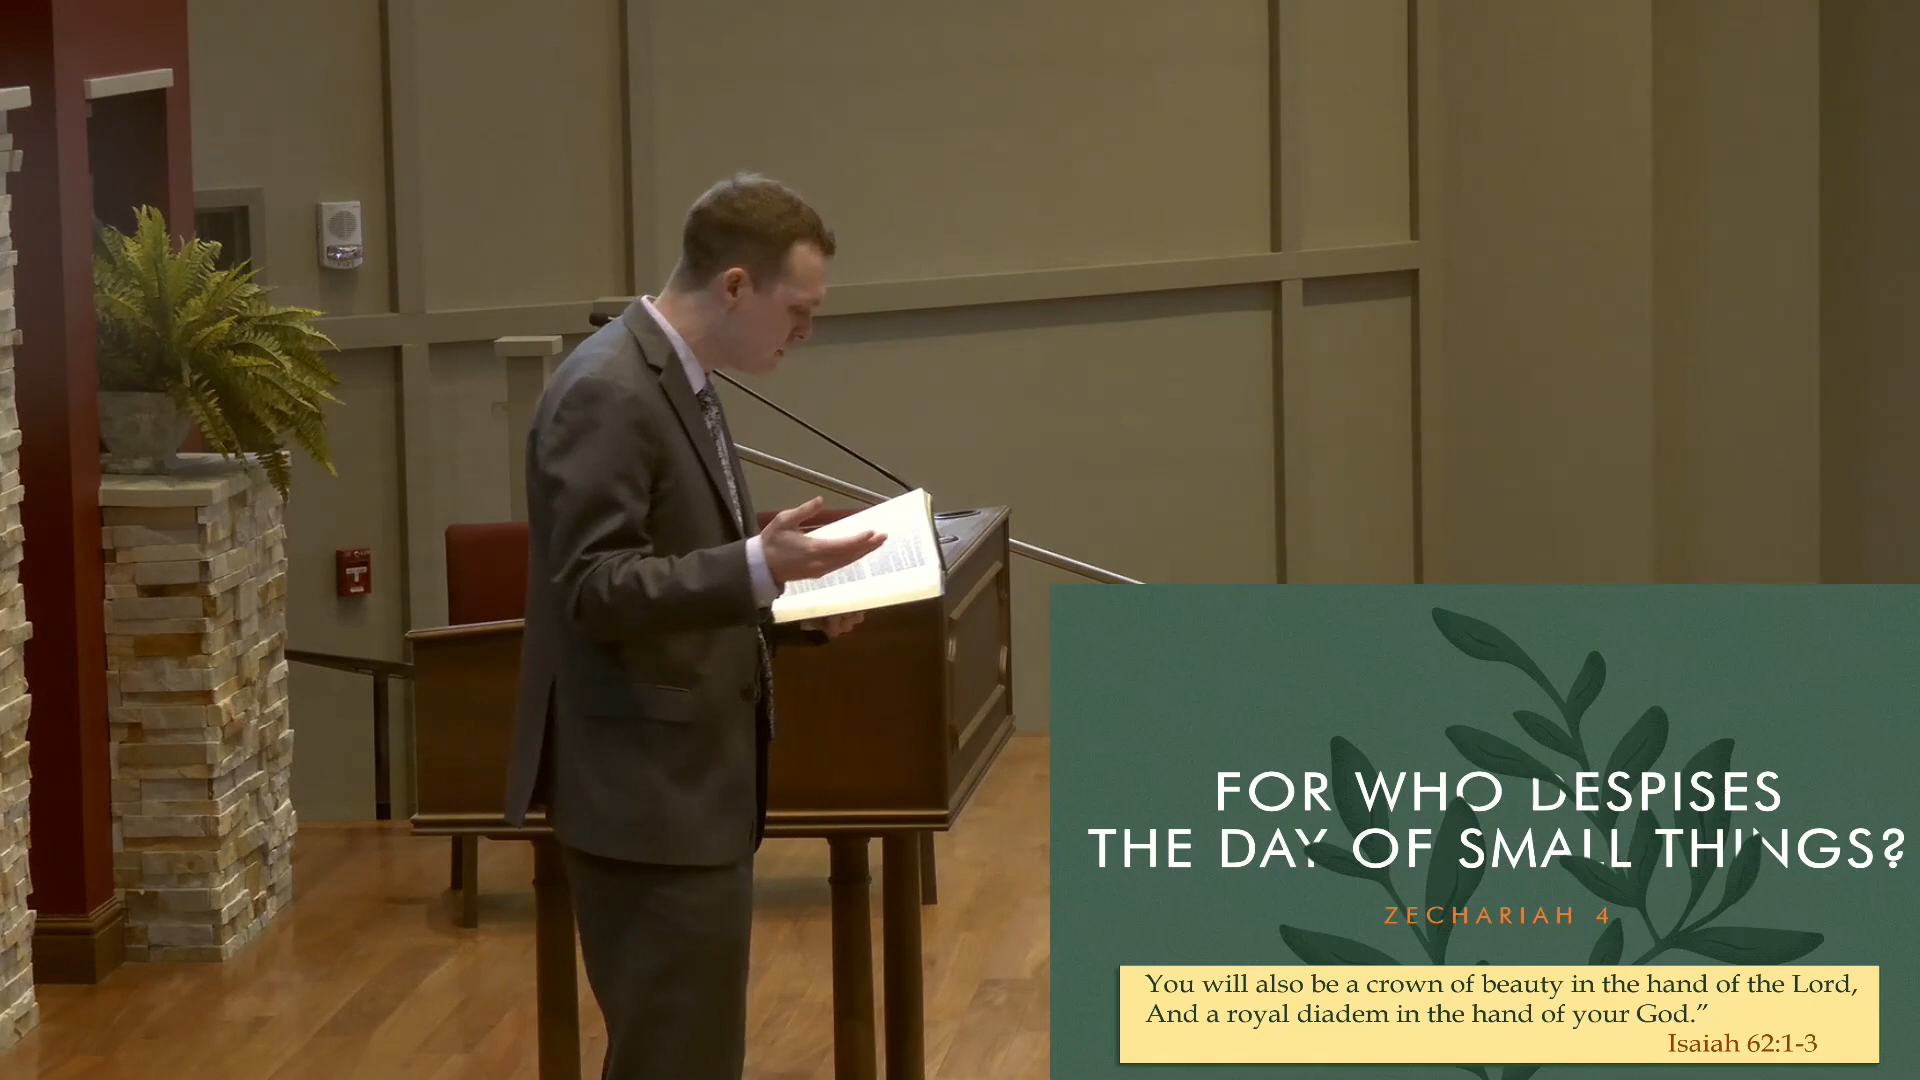 FOR WHO DESPISES
THE DAY OF SMALL THINGS?
ZECHARIAH 4
You will also be a crown of beauty in the hand of the Lord,
And a royal diadem in the hand of your God.”
Isaiah 62:1-3